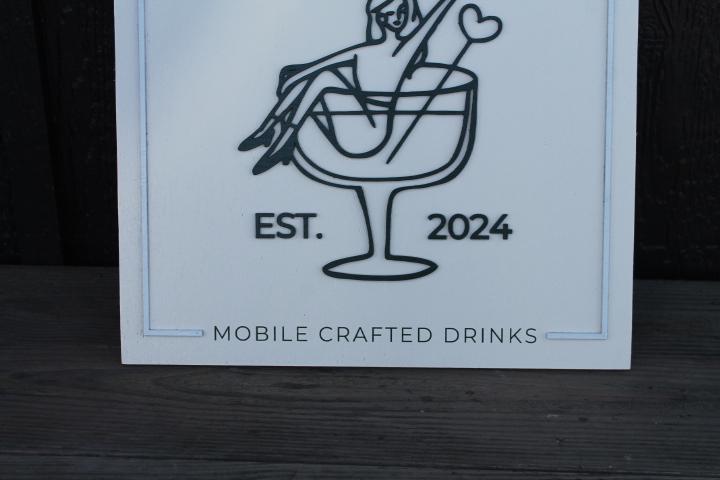 EST. 2024
MOBILE CRAFTED DRINKS